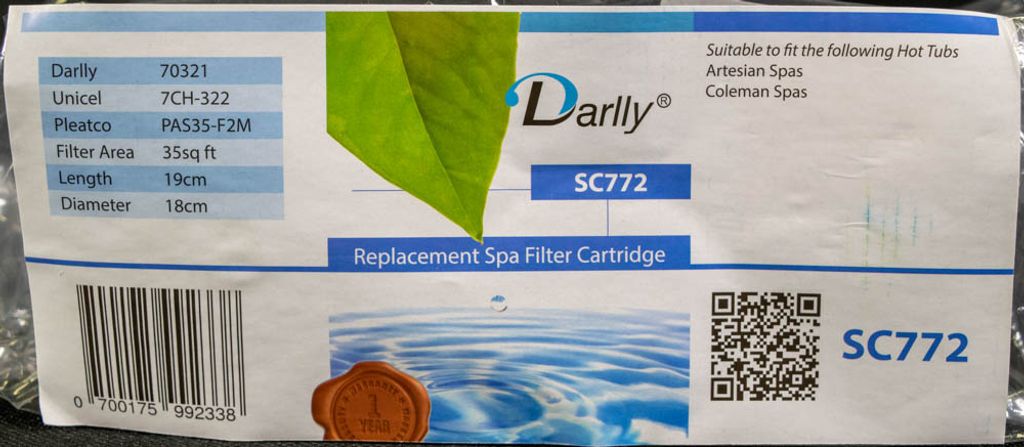 Darlly 70321
Unicel 7CH-322
Pleatco PAS35-F2M
Filter Area 35sq ft
Length 19cm
Diameter 18cm
Darlly®
SC772
Replacement Spa Filter Cartridge
Suitable to fit the following Hot Tubs
Artesian Spas
Coleman Spas
0 700175 992338
WARRANTY
1
YEAR
SC772